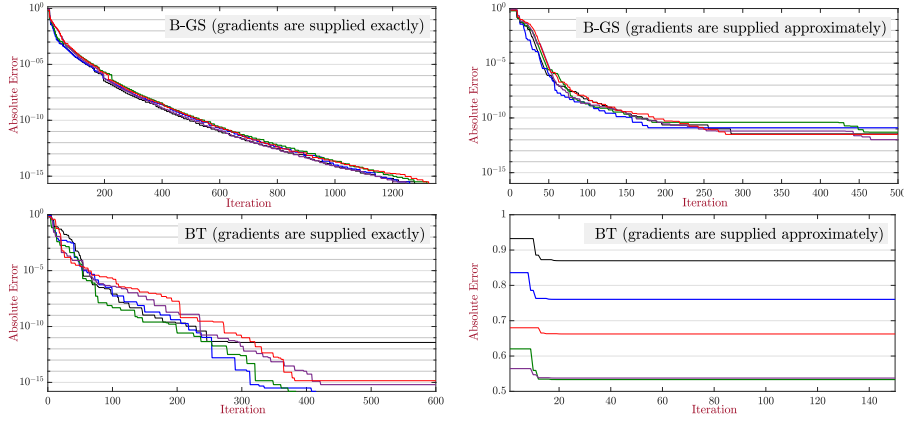 B-GS (gradients are supplied exactly)
Absolute Error
10^0
10^-05
10^-10
10^-15
200 400 600 800 1000 1200
Iteration
B-GS (gradients are supplied approximately)
Absolute Error
10^0
10^-5
10^-10
10^-15
0 50 100 150 200 250 300 350 400 450 500
Iteration
BT (gradients are supplied exactly)
Absolute Error
10^0
10^-5
10^-10
10^-15
0 100 200 300 400 500 600
Iteration
BT (gradients are supplied approximately)
Absolute Error
1
0.9
0.8
0.7
0.6
0.5
20 40 60 80 100 120 140
Iteration